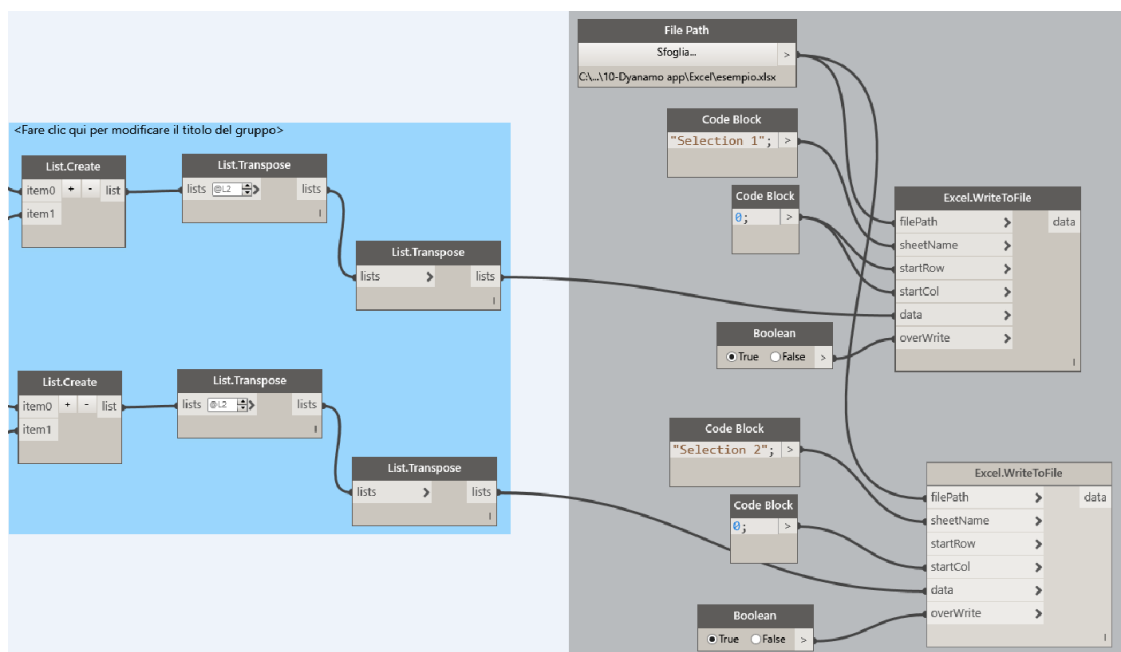 <Fare clic qui per modificare il titolo del gruppo>
List.Create
item0 + - list
item1
List.Transpose
lists @L2 > lists
l
List.Transpose
lists > lists
l
List.Create
item0 + - list
item1
List.Transpose
lists @L2 > lists
l
List.Transpose
lists > lists
l
File Path
Sfoglia... >
C:\...\10-Dyanamo app\Excel\esempio.xlsx
Code Block
"Selection 1"; >
Code Block
0; >
Boolean
True False >
Excel.WriteToFile
filePath > data
sheetName >
startRow >
startCol >
data >
overWrite >
l
Code Block
"Selection 2"; >
Code Block
0; >
Boolean
True False >
Excel.WriteToFile
filePath > data
sheetName >
startRow >
startCol >
data >
overWrite >
l